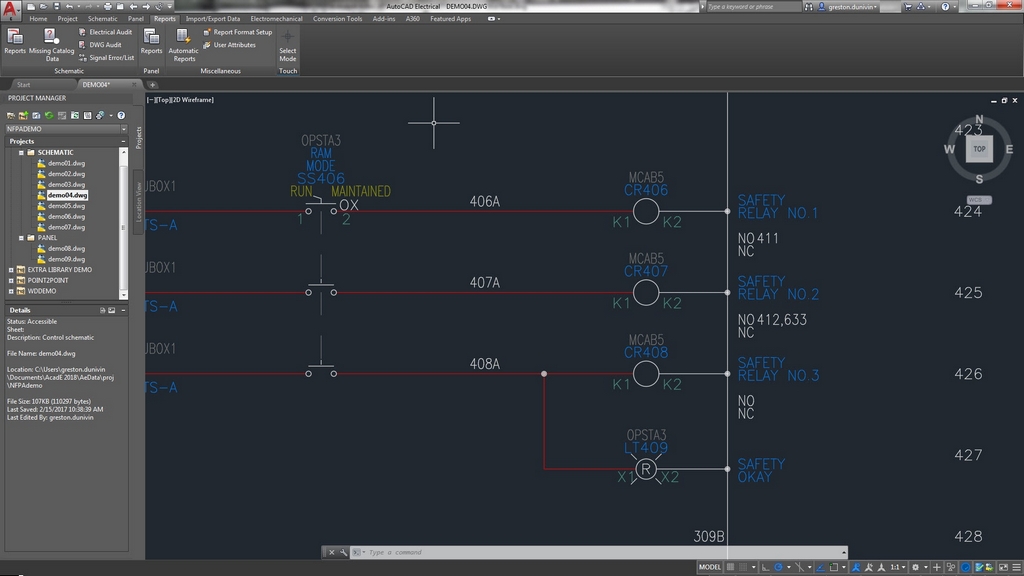 AutoCAD Electrical DEMO04.DWG
Type a keyword or phrase
greston.dunivin
Home Project Schematic Panel Reports Import/Export Data Electromechanical Conversion Tools Add-ins A360 Featured Apps
Reports
Missing Catalog Data
Electrical Audit
DWG Audit
Signal Error/List
Reports
Automatic Reports
Report Format Setup
User Attributes
Select Mode
Schematic Panel Miscellaneous Touch
Start DEMO04*
PROJECT MANAGER
NFPADEMO
Projects
SCHEMATIC
demo01.dwg
demo02.dwg
demo03.dwg
demo04.dwg
demo05.dwg
demo06.dwg
demo07.dwg
PANEL
demo08.dwg
demo09.dwg
EXTRA LIBRARY DEMO
POINT2POINT
WDDEMO
Projects
Location View
Details
Status: Accessible
Sheet:
Description: Control schematic
File Name: demo04.dwg
Location: C:\Users\greston.dunivin
\Documents\AcadE 2018\AeData\proj
\NFPAdemo
File Size: 107KB (110297 bytes)
Last Saved: 2/15/2017 10:38:39 AM
Last Edited By: greston.dunivin
[−][Top][2D Wireframe]
N
W TOP E
S
WCS
423
OPSTA3
RAM
MODE
SS406
RUN MAINTAINED
OX
1 2
JBOX1
TS-A
406A
MCAB5
CR406
K1 K2
SAFETY
RELAY NO.1
NO 411
NC
424
JBOX1
TS-A
407A
MCAB5
CR407
K1 K2
SAFETY
RELAY NO.2
NO 412,633
NC
425
JBOX1
TS-A
408A
MCAB5
CR408
K1 K2
SAFETY
RELAY NO.3
NO
NC
426
OPSTA3
LT409
X1 R X2
SAFETY
OKAY
427
309B
428
Type a command
MODEL 1:1